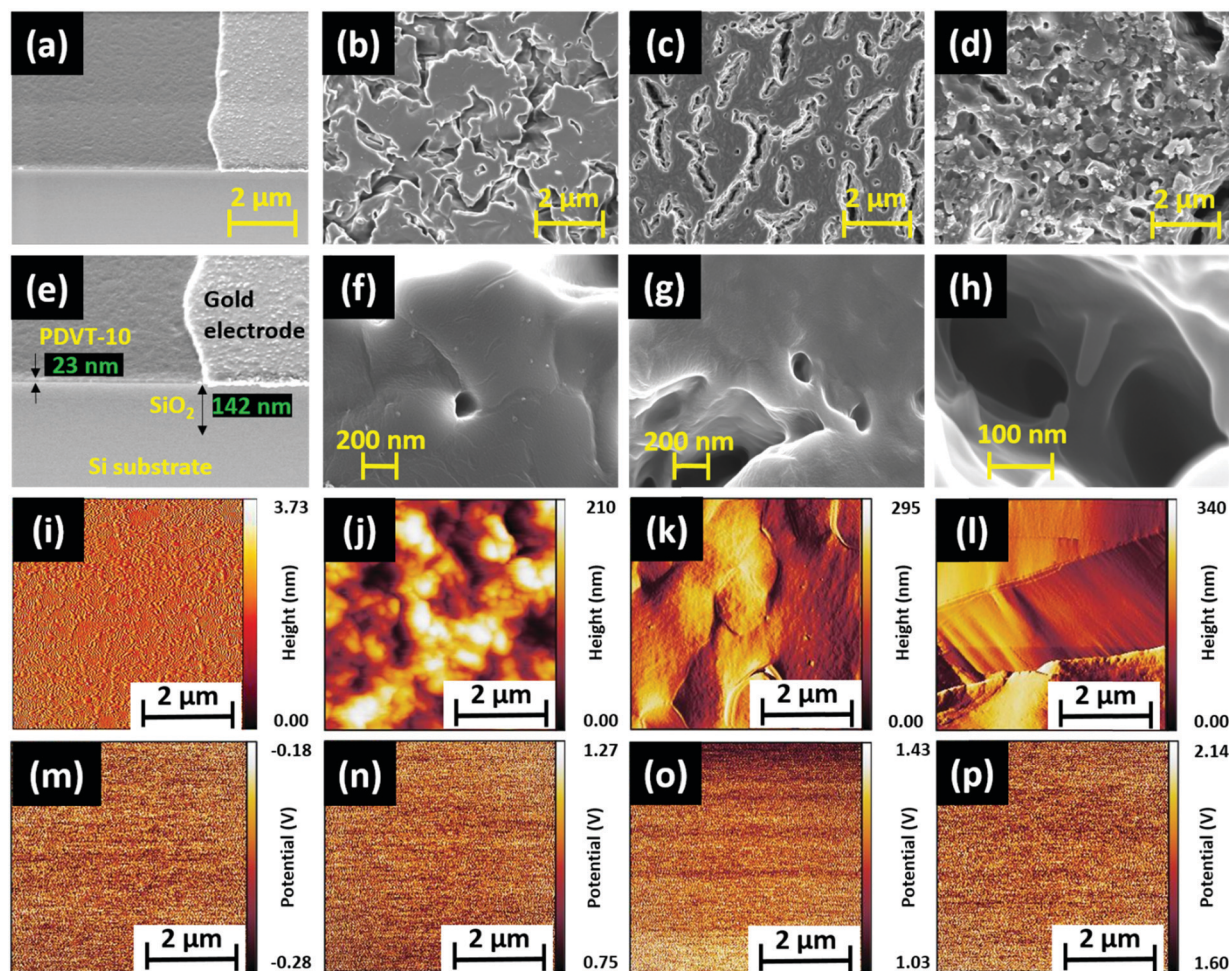 (a)
2 µm
(b)
2 µm
(c)
2 µm
(d)
2 µm
(e)
Gold
electrode
PDVT-10
23 nm
SiO₂
142 nm
Si substrate
(f)
200 nm
(g)
200 nm
(h)
100 nm
(i)
2 µm
3.73
Height (nm)
0.00
(j)
2 µm
210
Height (nm)
0.00
(k)
2 µm
295
Height (nm)
0.00
(l)
2 µm
340
Height (nm)
0.00
(m)
2 µm
-0.18
Potential (V)
-0.28
(n)
2 µm
1.27
Potential (V)
0.75
(o)
2 µm
1.43
Potential (V)
1.03
(p)
2 µm
2.14
Potential (V)
1.60